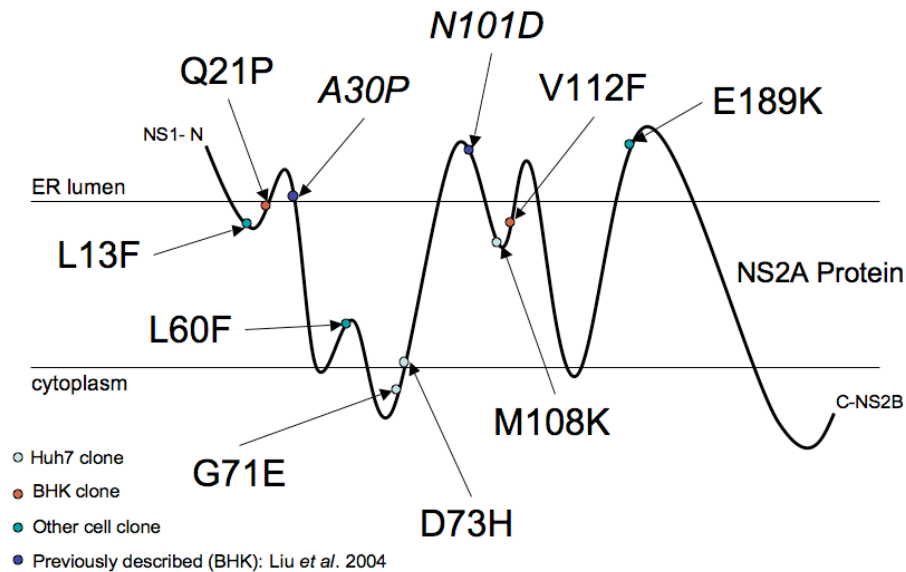 N101D
Q21P
A30P
V112F
E189K
NS1- N
ER lumen
L13F
NS2A Protein
L60F
cytoplasm
C-NS2B
M108K
G71E
D73H
Huh7 clone
BHK clone
Other cell clone
Previously described (BHK): Liu et al. 2004